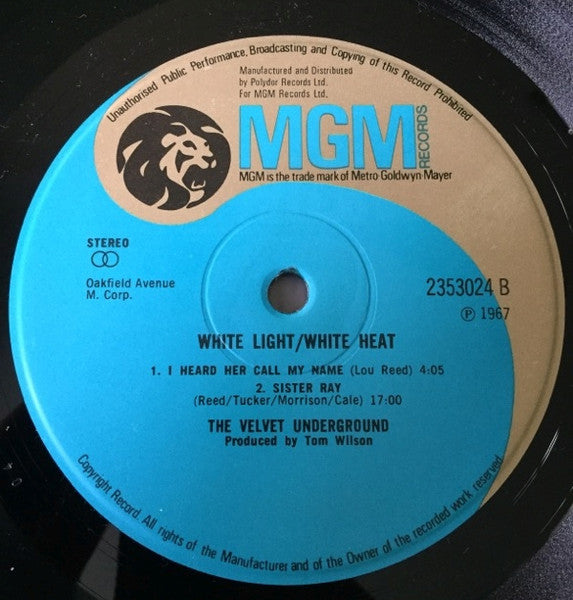 Unauthorised Public Performance, Broadcasting and Copying of this Record Prohibited
Manufactured and Distributed
by Polydor Records Ltd.
For MGM Records Ltd.
MGM RECORDS
MGM is the trade mark of Metro-Goldwyn-Mayer
STEREO
Oakfield Avenue
M. Corp.
2353024 B
℗ 1967
WHITE LIGHT/WHITE HEAT
1. I HEARD HER CALL MY NAME (Lou Reed) 4:05
2. SISTER RAY
(Reed/Tucker/Morrison/Cale) 17:00
THE VELVET UNDERGROUND
Produced by Tom Wilson
Copyright Record. All rights of the Manufacturer and of the Owner of the recorded work reserved.